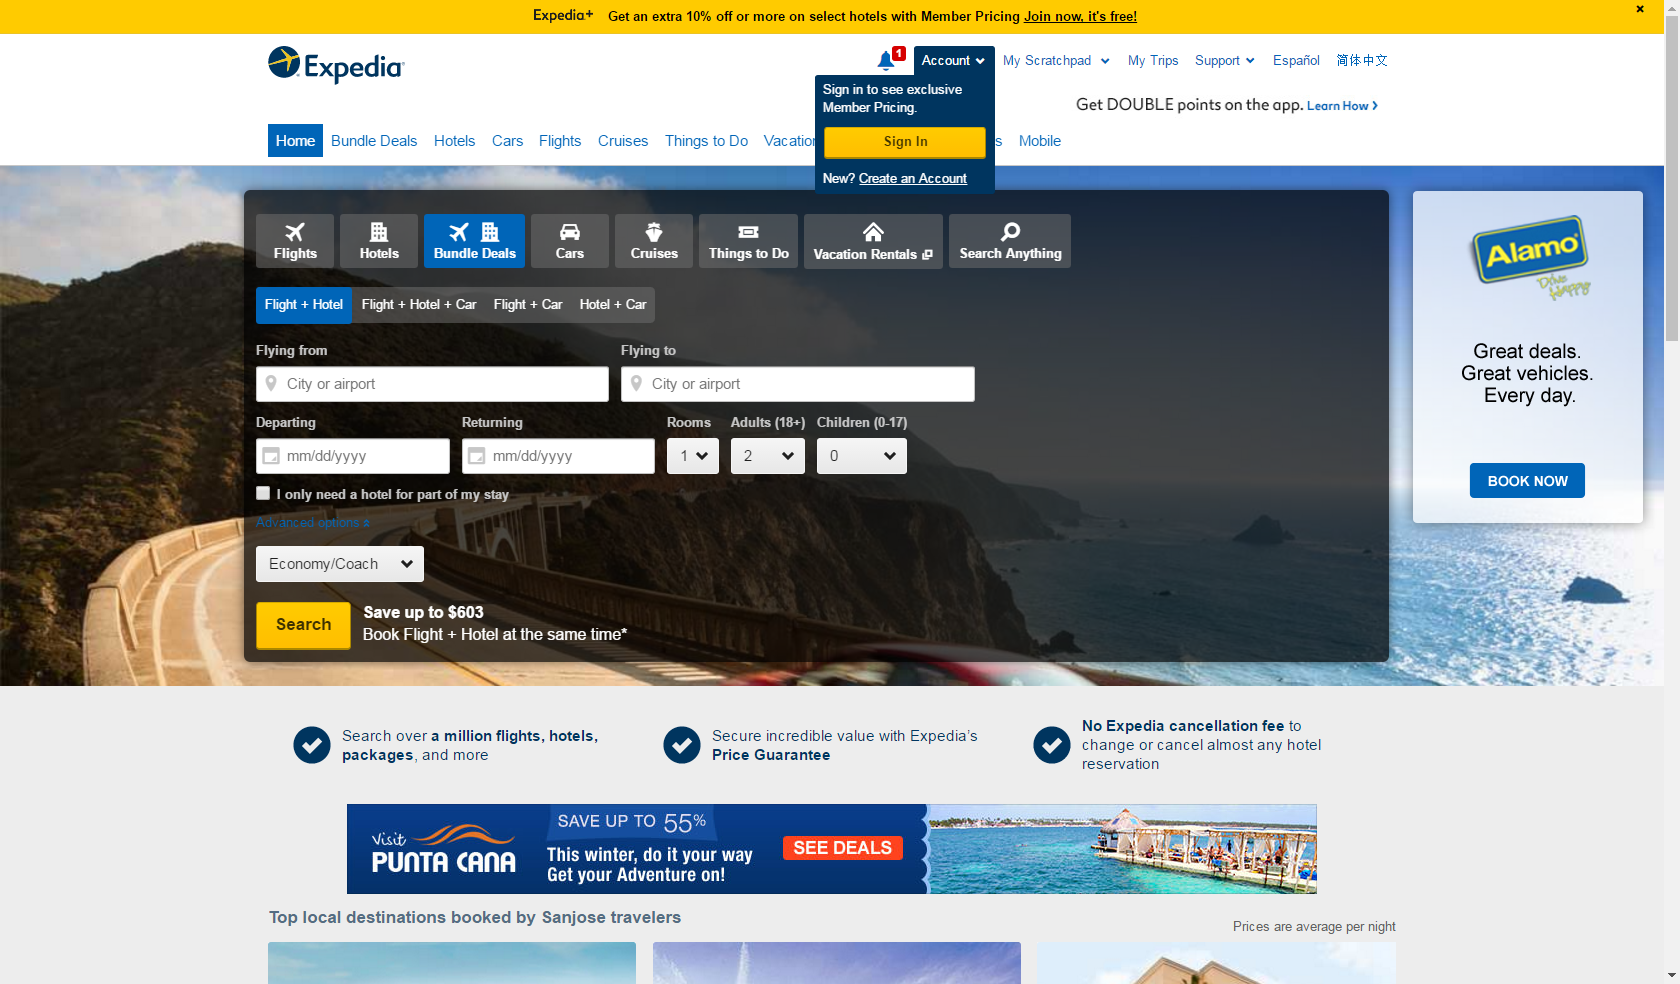 Expedia+ Get an extra 10% off or more on select hotels with Member Pricing Join now, it's free!
Expedia
1 Account My Scratchpad My Trips Support Español 简体中文
Sign in to see exclusive
Member Pricing.
Get DOUBLE points on the app. Learn How
Sign In
New? Create an Account
Home Bundle Deals Hotels Cars Flights Cruises Things to Do Mobile
Flights Hotels Bundle Deals Cars Cruises Things to Do Vacation Rentals Search Anything
Flight + Hotel Flight + Hotel + Car Flight + Car Hotel + Car
Flying from Flying to
City or airport City or airport
Departing Returning Rooms Adults (18+) Children (0-17)
mm/dd/yyyy mm/dd/yyyy 1 2 0
I only need a hotel for part of my stay
Advanced options
Economy/Coach
Search
Save up to $603
Book Flight + Hotel at the same time*
Alamo
Drive Happy
Great deals.
Great vehicles.
Every day.
BOOK NOW
Search over a million flights, hotels,
packages, and more
Secure incredible value with Expedia's
Price Guarantee
No Expedia cancellation fee to
change or cancel almost any hotel
reservation
Visit
PUNTA CANA
SAVE UP TO 55%
This winter, do it your way
Get your Adventure on!
SEE DEALS
Top local destinations booked by Sanjose travelers
Prices are average per night